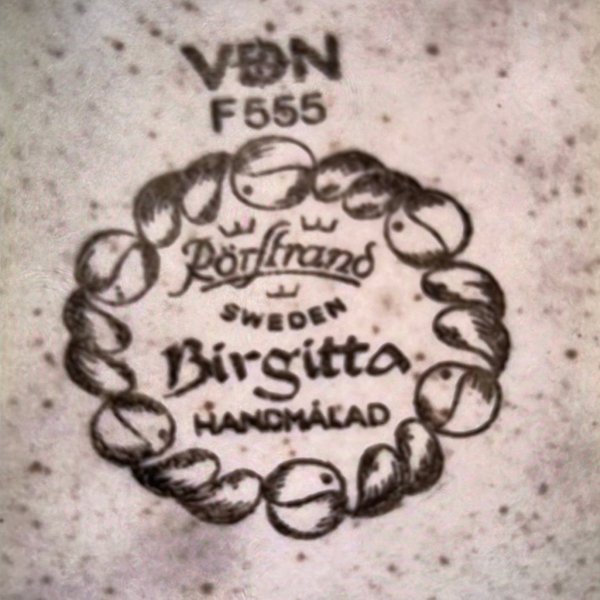 VDN
F555
Rörstrand
SWEDEN
Birgitta
HANDMÅLAD